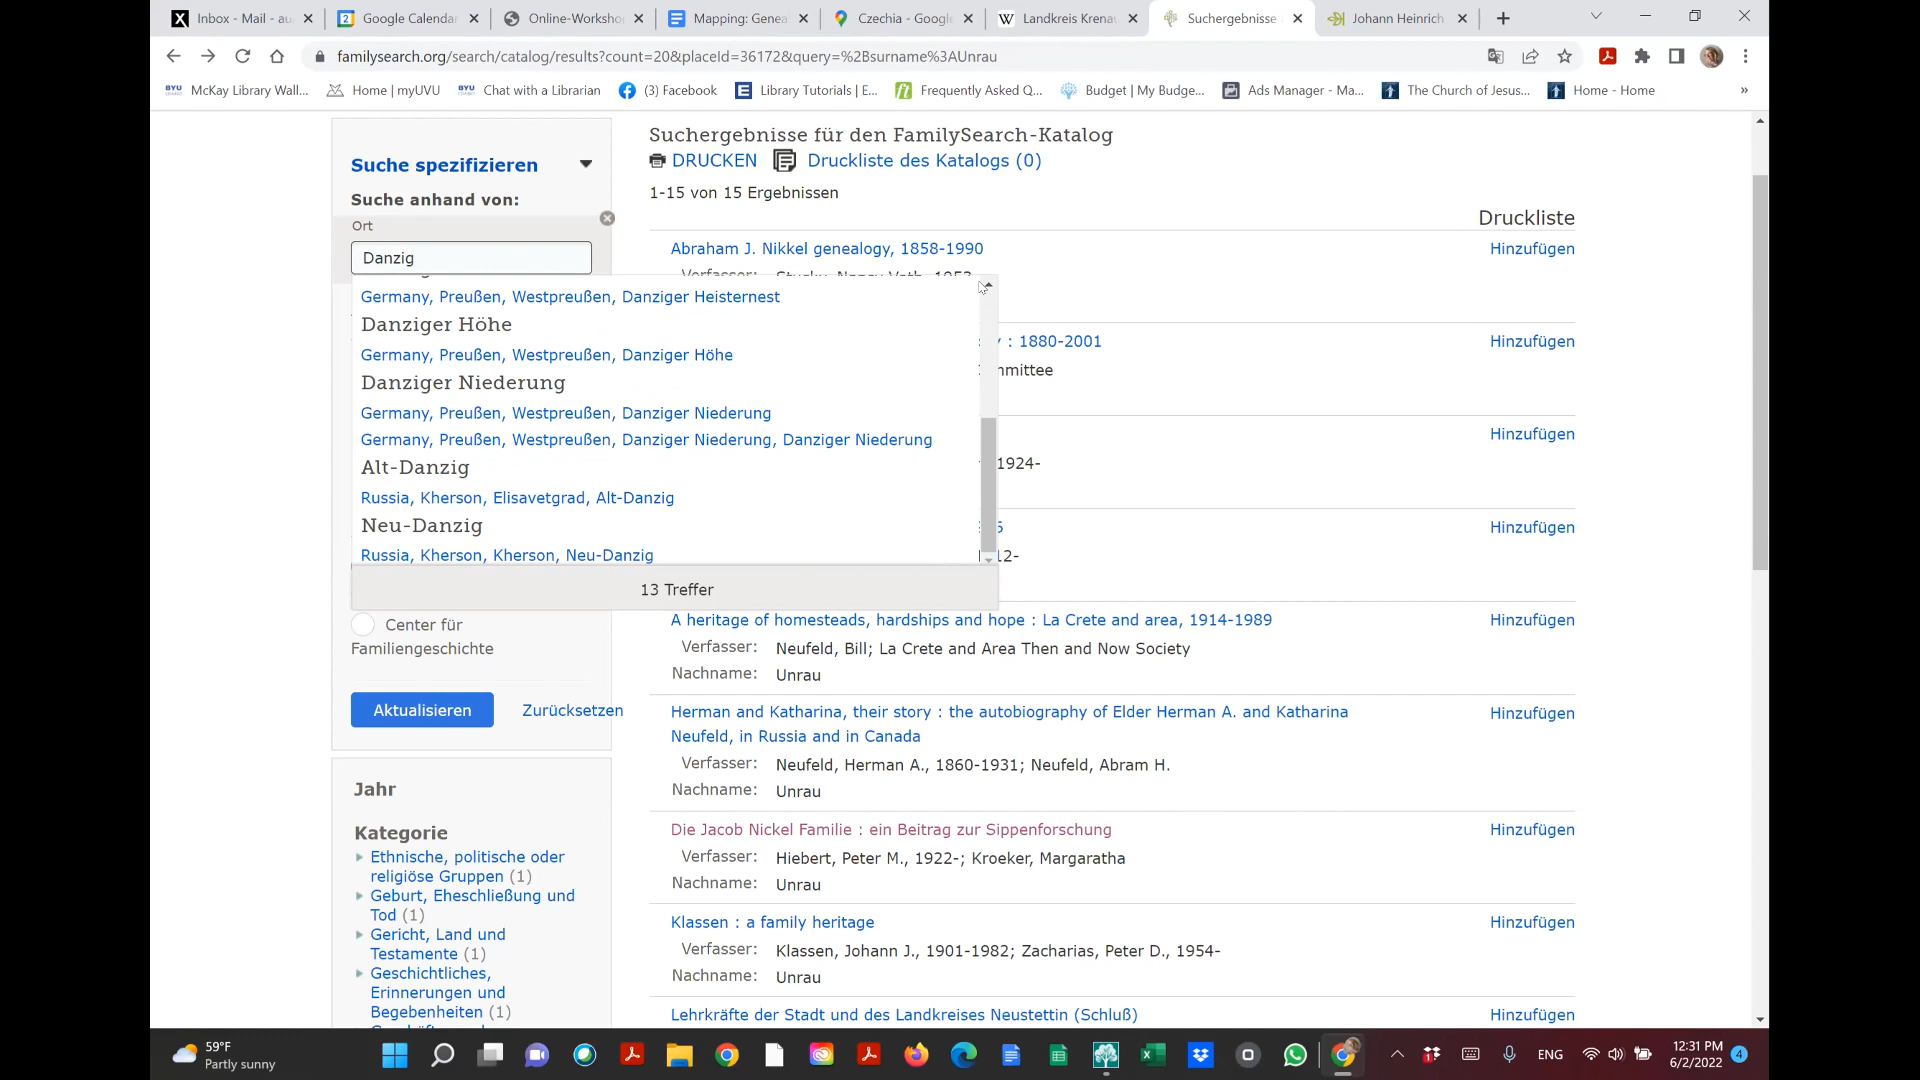 Inbox - Mail - au
Google Calenda
Online-Worksho
Mapping: Genea
Czechia - Google
Landkreis Krenau
Suchergebnisse
Johann Heinrich
familysearch.org/search/catalog/results?count=20&placeId=36172&query=%2Bsurname%3AUnrau
McKay Library Wall...
Home | myUVU
Chat with a Librarian
(3) Facebook
Library Tutorials | E...
Frequently Asked Q...
Budget | My Budge...
Ads Manager - Ma...
The Church of Jesus...
Home - Home
»
Suche spezifizieren
Suche anhand von:
Ort
Danzig
Germany, Preußen, Westpreußen, Danziger Heisternest
Danziger Höhe
Germany, Preußen, Westpreußen, Danziger Höhe
Danziger Niederung
Germany, Preußen, Westpreußen, Danziger Niederung
Germany, Preußen, Westpreußen, Danziger Niederung, Danziger Niederung
Alt-Danzig
Russia, Kherson, Elisavetgrad, Alt-Danzig
Neu-Danzig
Russia, Kherson, Kherson, Neu-Danzig
13 Treffer
Center für
Familiengeschichte
Aktualisieren
Zurücksetzen
Jahr
Kategorie
Ethnische, politische oder
religiöse Gruppen (1)
Geburt, Eheschließung und
Tod (1)
Gericht, Land und
Testamente (1)
Geschichtliches,
Erinnerungen und
Begebenheiten (1)
Suchergebnisse für den FamilySearch-Katalog
DRUCKEN
Druckliste des Katalogs (0)
1-15 von 15 Ergebnissen
Druckliste
Abraham J. Nikkel genealogy, 1858-1990
Hinzufügen
Verfasser: Stucky, Nancy Voth, 1953-
y : 1880-2001
Hinzufügen
mmittee
Hinzufügen
1924-
Hinzufügen
12-
A heritage of homesteads, hardships and hope : La Crete and area, 1914-1989
Hinzufügen
Verfasser: Neufeld, Bill; La Crete and Area Then and Now Society
Nachname: Unrau
Herman and Katharina, their story : the autobiography of Elder Herman A. and Katharina
Neufeld, in Russia and in Canada
Hinzufügen
Verfasser: Neufeld, Herman A., 1860-1931; Neufeld, Abram H.
Nachname: Unrau
Die Jacob Nickel Familie : ein Beitrag zur Sippenforschung
Hinzufügen
Verfasser: Hiebert, Peter M., 1922-; Kroeker, Margaratha
Nachname: Unrau
Klassen : a family heritage
Hinzufügen
Verfasser: Klassen, Johann J., 1901-1982; Zacharias, Peter D., 1954-
Nachname: Unrau
Lehrkräfte der Stadt und des Landkreises Neustettin (Schluß)
Hinzufügen
59°F
Partly sunny
ENG
12:31 PM
6/2/2022
4